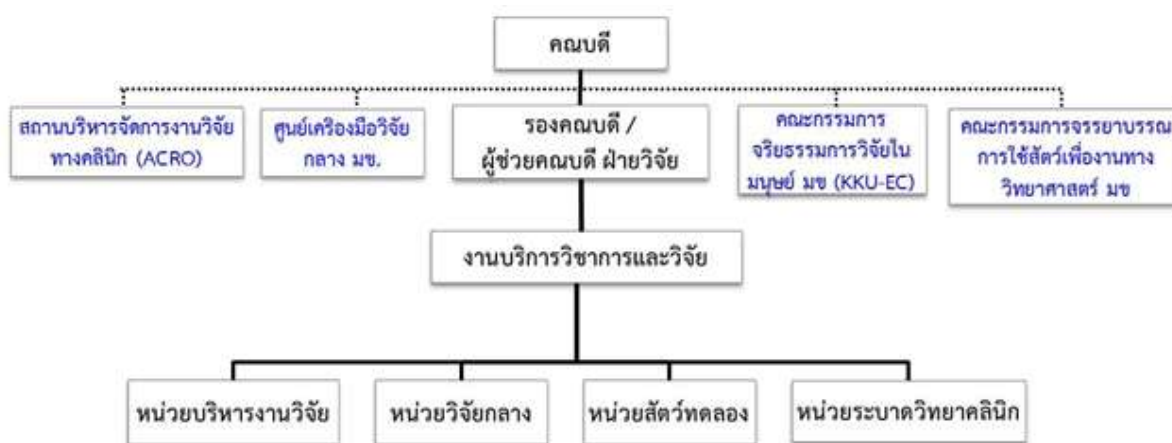 คณบดี
สถานบริหารจัดการงานวิจัย
ทางคลินิก (ACRO)
ศูนย์เครื่องมือวิจัย
กลาง มข.
รองคณบดี /
ผู้ช่วยคณบดี ฝ่ายวิจัย
คณะกรรมการ
จริยธรรมการวิจัยใน
มนุษย์ มข (KKU-EC)
คณะกรรมการจรรยาบรรณ
การใช้สัตว์เพื่องานทาง
วิทยาศาสตร์ มข
งานบริการวิชาการและวิจัย
หน่วยบริหารงานวิจัย
หน่วยวิจัยกลาง
หน่วยสัตว์ทดลอง
หน่วยระบาดวิทยาคลินิก